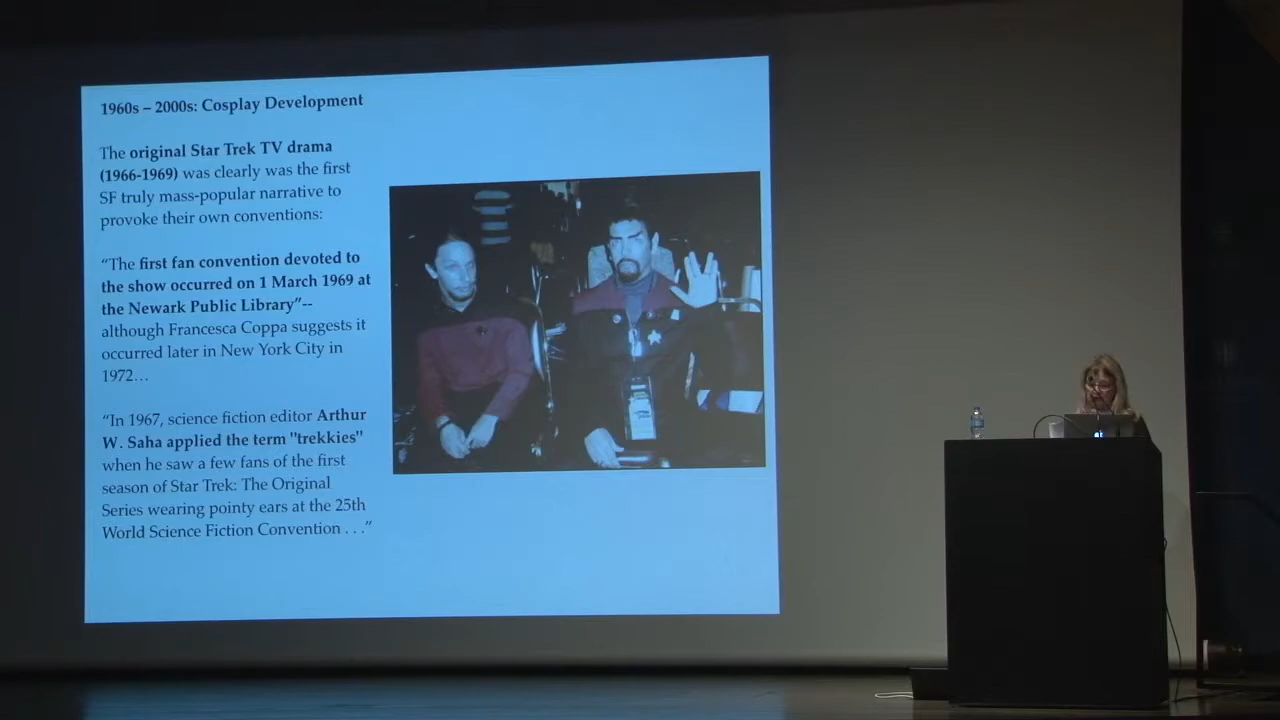 1960s – 2000s: Cosplay Development
The original Star Trek TV drama
(1966-1969) was clearly was the first
SF truly mass-popular narrative to
provoke their own conventions:
“The first fan convention devoted to
the show occurred on 1 March 1969 at
the Newark Public Library”--
although Francesca Coppa suggests it
occurred later in New York City in
1972…
“In 1967, science fiction editor Arthur
W. Saha applied the term "trekkies"
when he saw a few fans of the first
season of Star Trek: The Original
Series wearing pointy ears at the 25th
World Science Fiction Convention . . .”